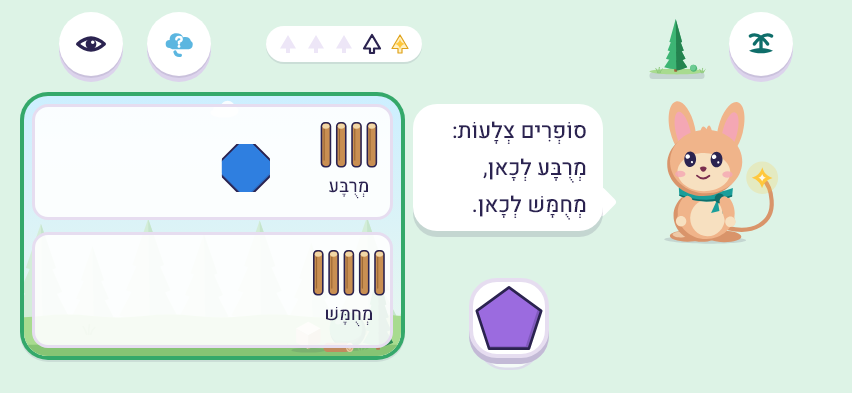 סוֹפְרִים צְלָעוֹת:
מְרֻבָּע לְכָאן,
מְחֻמָּשׁ לְכָאן.
מְרֻבָּע
מְחֻמָּשׁ
?